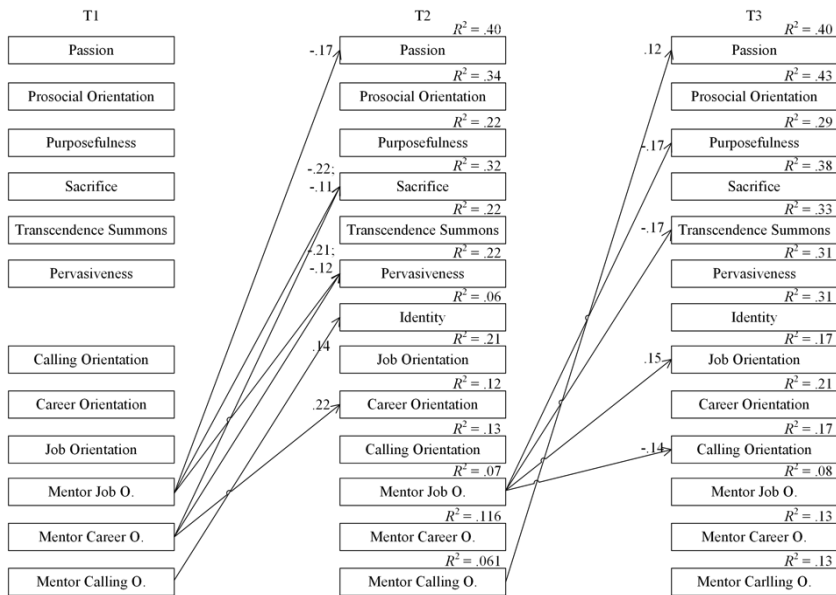 T1
T2
T3
Passion
Prosocial Orientation
Purposefulness
Sacrifice
Transcendence Summons
Pervasiveness
Calling Orientation
Career Orientation
Job Orientation
Mentor Job O.
Mentor Career O.
Mentor Calling O.
-.17
-.22;
-.11
-.21;
-.12
.14
.22
R² = .40
Passion
R² = .34
Prosocial Orientation
R² = .22
Purposefulness
R² = .32
Sacrifice
R² = .22
Transcendence Summons
R² = .22
Pervasiveness
R² = .06
Identity
R² = .21
Job Orientation
R² = .12
Career Orientation
R² = .13
Calling Orientation
R² = .07
Mentor Job O.
R² = .116
Mentor Career O.
R² = .061
Mentor Calling O.
.12
-.17
-.17
.15
-.14
R² = .40
Passion
R² = .43
Prosocial Orientation
R² = .29
Purposefulness
R² = .38
Sacrifice
R² = .33
Transcendence Summons
R² = .31
Pervasiveness
R² = .31
Identity
R² = .17
Job Orientation
R² = .21
Career Orientation
R² = .17
Calling Orientation
R² = .08
Mentor Job O.
R² = .13
Mentor Career O.
R² = .13
Mentor Carlling O.